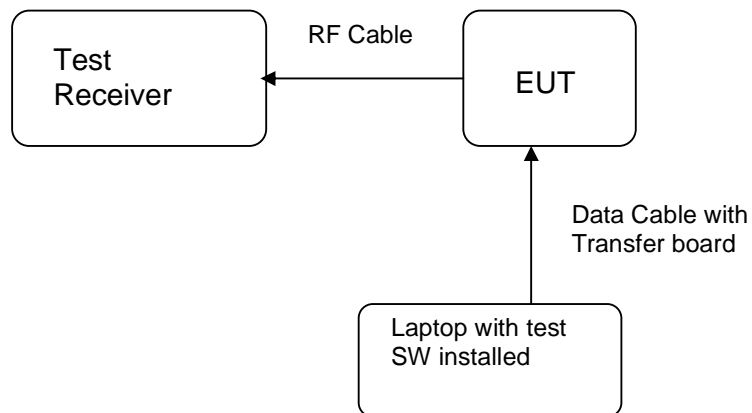 RF Cable
Test
Receiver
EUT
Data Cable with
Transfer board
Laptop with test
SW installed